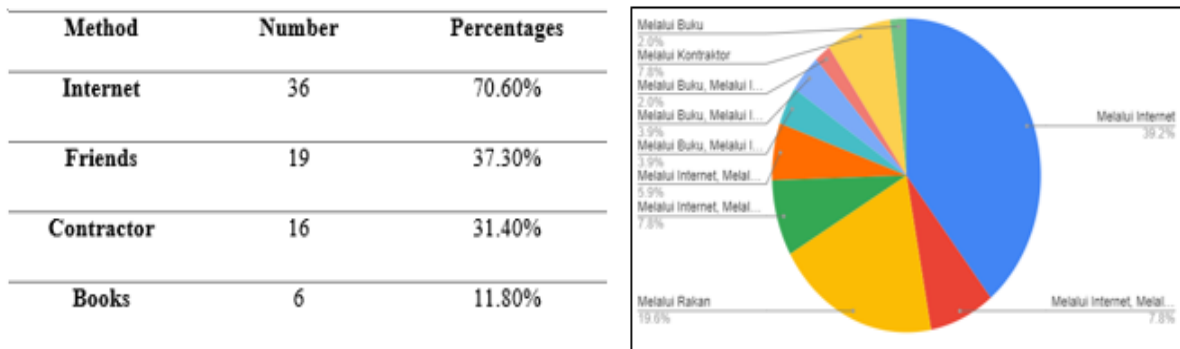 Method Number Percentages
Internet 36 70.60%
Friends 19 37.30%
Contractor 16 31.40%
Books 6 11.80%
Melalui Buku
2.0%
Melalui Kontraktor
7.8%
Melalui Buku, Melalui I...
2.0%
Melalui Buku, Melalui I...
3.9%
Melalui Buku, Melalui I...
3.9%
Melalui Internet, Melal...
5.9%
Melalui Internet, Melal...
7.8%
Melalui Rakan
19.6%
Melalui Internet
39.2%
Melalui Internet, Melal...
7.8%